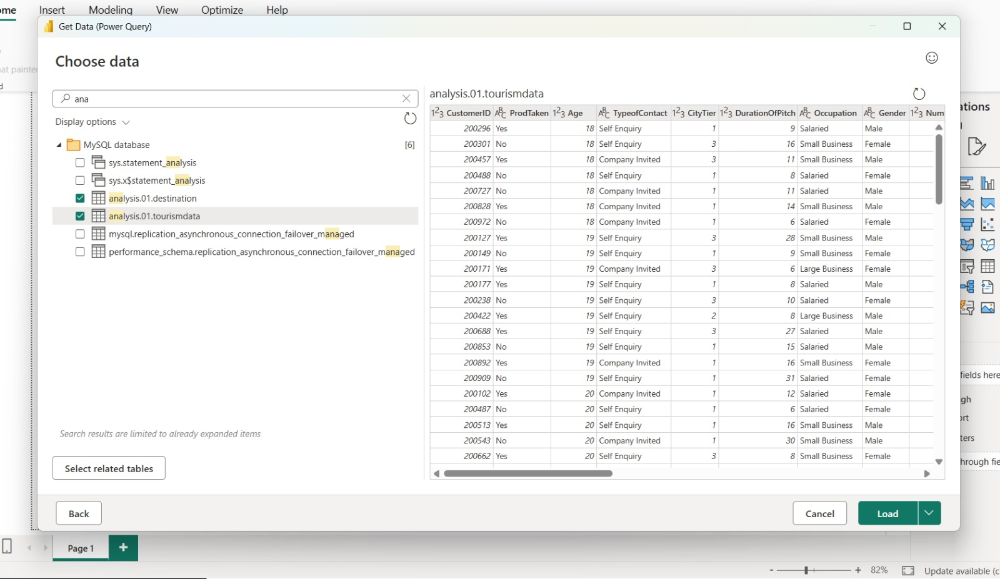 ome Insert Modeling View Optimize Help
Get Data (Power Query)
at painte
d
Choose data
ana
Display options
MySQL database [6]
sys.statement_analysis
sys.x$statement_analysis
analysis.01.destination
analysis.01.tourismdata
mysql.replication_asynchronous_connection_failover_managed
performance_schema.replication_asynchronous_connection_failover_managed
Search results are limited to already expanded items
Select related tables
analysis.01.tourismdata
123 CustomerID ABC ProdTaken 123 Age ABC TypeofContact 123 CityTier 123 DurationOfPitch ABC Occupation ABC Gender 123 Num
200296 Yes 18 Self Enquiry 1 9 Salaried Male
200301 No 18 Self Enquiry 3 16 Small Business Female
200457 Yes 18 Company Invited 3 11 Small Business Male
200488 No 18 Self Enquiry 1 8 Salaried Female
200727 No 18 Company Invited 1 11 Salaried Male
200828 Yes 18 Company Invited 1 14 Small Business Male
200972 No 18 Company Invited 1 6 Salaried Female
200127 Yes 19 Self Enquiry 3 28 Small Business Male
200149 No 19 Self Enquiry 1 9 Small Business Female
200171 Yes 19 Company Invited 3 6 Large Business Female
200177 Yes 19 Self Enquiry 1 8 Salaried Male
200238 No 19 Self Enquiry 3 10 Salaried Female
200422 Yes 19 Self Enquiry 2 8 Large Business Male
200688 Yes 19 Self Enquiry 3 27 Salaried Male
200853 No 19 Self Enquiry 1 15 Salaried Male
200892 Yes 19 Company Invited 1 16 Small Business Female
200909 No 19 Self Enquiry 1 31 Salaried Female
200102 Yes 20 Company Invited 1 12 Salaried Female
200487 No 20 Self Enquiry 1 6 Salaried Female
200513 Yes 20 Self Enquiry 1 16 Small Business Male
200543 No 20 Company Invited 1 30 Small Business Male
200662 Yes 20 Self Enquiry 3 8 Small Business Female
Back Cancel Load
ations
fields here
gh
ort
ters
hrough fie
Page 1 +
- + 82% Update available (c